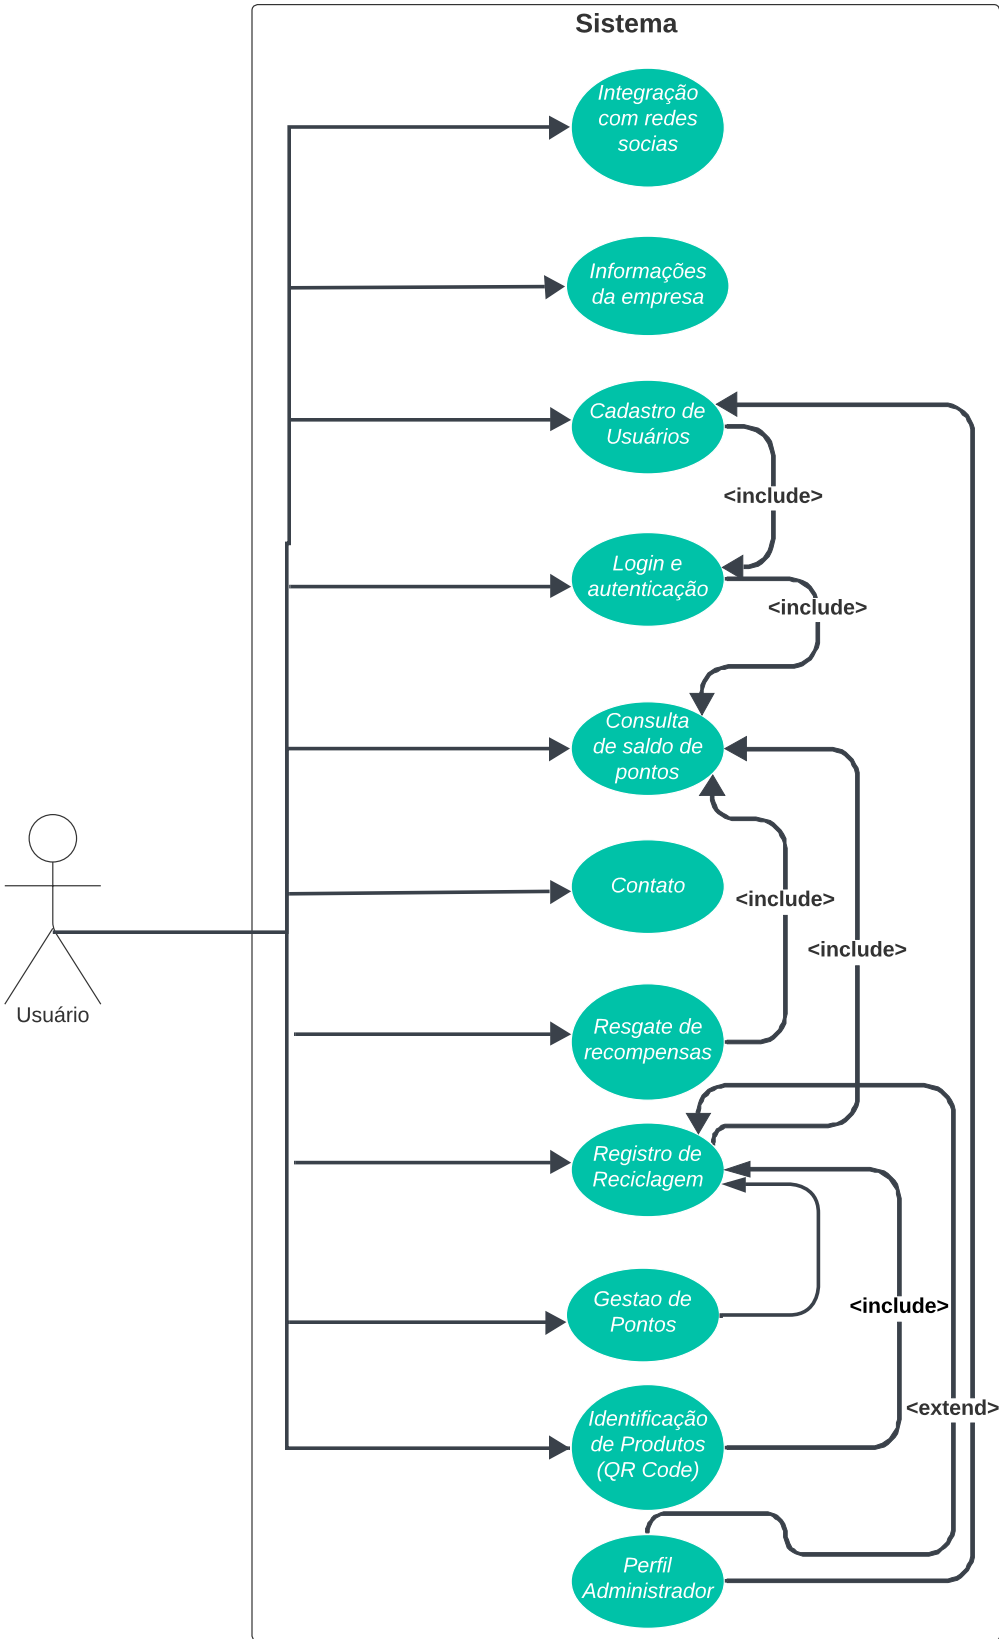 Sistema
Integração
com redes
socias
Informações
da empresa
Cadastro de
Usuários
<include>
Login e
autenticação
<include>
Consulta
de saldo de
pontos
Contato
<include>
<include>
Usuário
Resgate de
recompensas
Registro de
Reciclagem
Gestao de
Pontos
<include>
<extend>
Identificação
de Produtos
(QR Code)
Perfil
Administrador